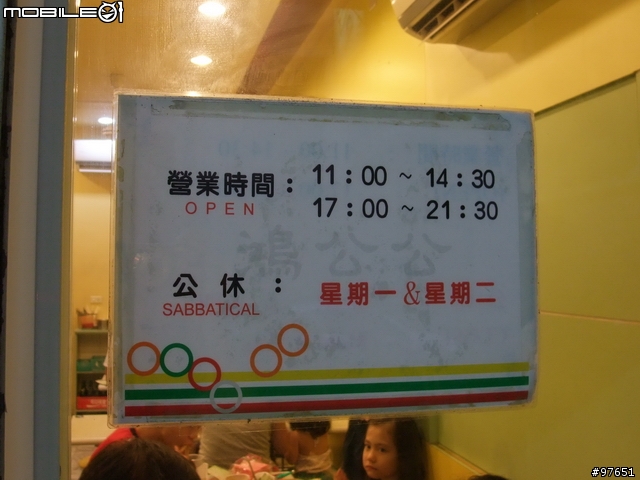 MOBILE01
營業時間: 11:00 ~ 14:30
OPEN 17:00 ~ 21:30
公休: 星期一&星期二
SABBATICAL
#97651